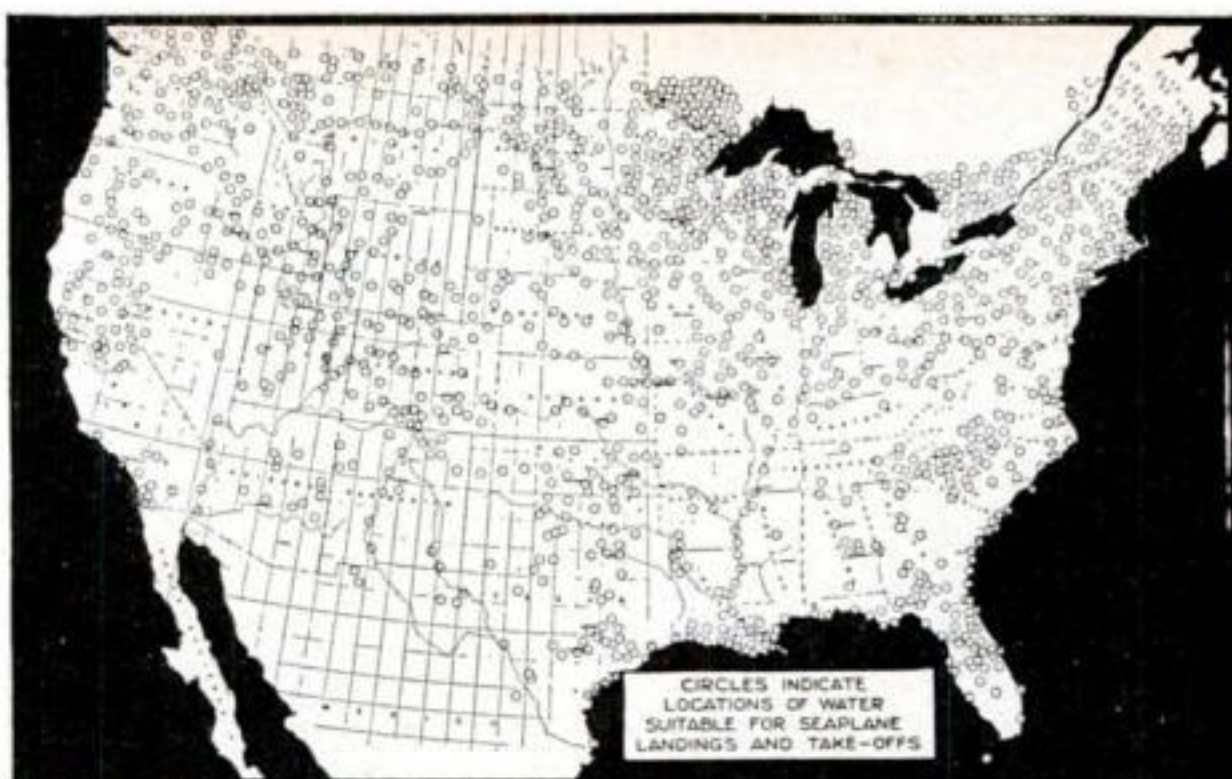 CIRCLES INDICATE
LOCATIONS OF WATER
SUITABLE FOR SEAPLANE
LANDINGS AND TAKE-OFFS